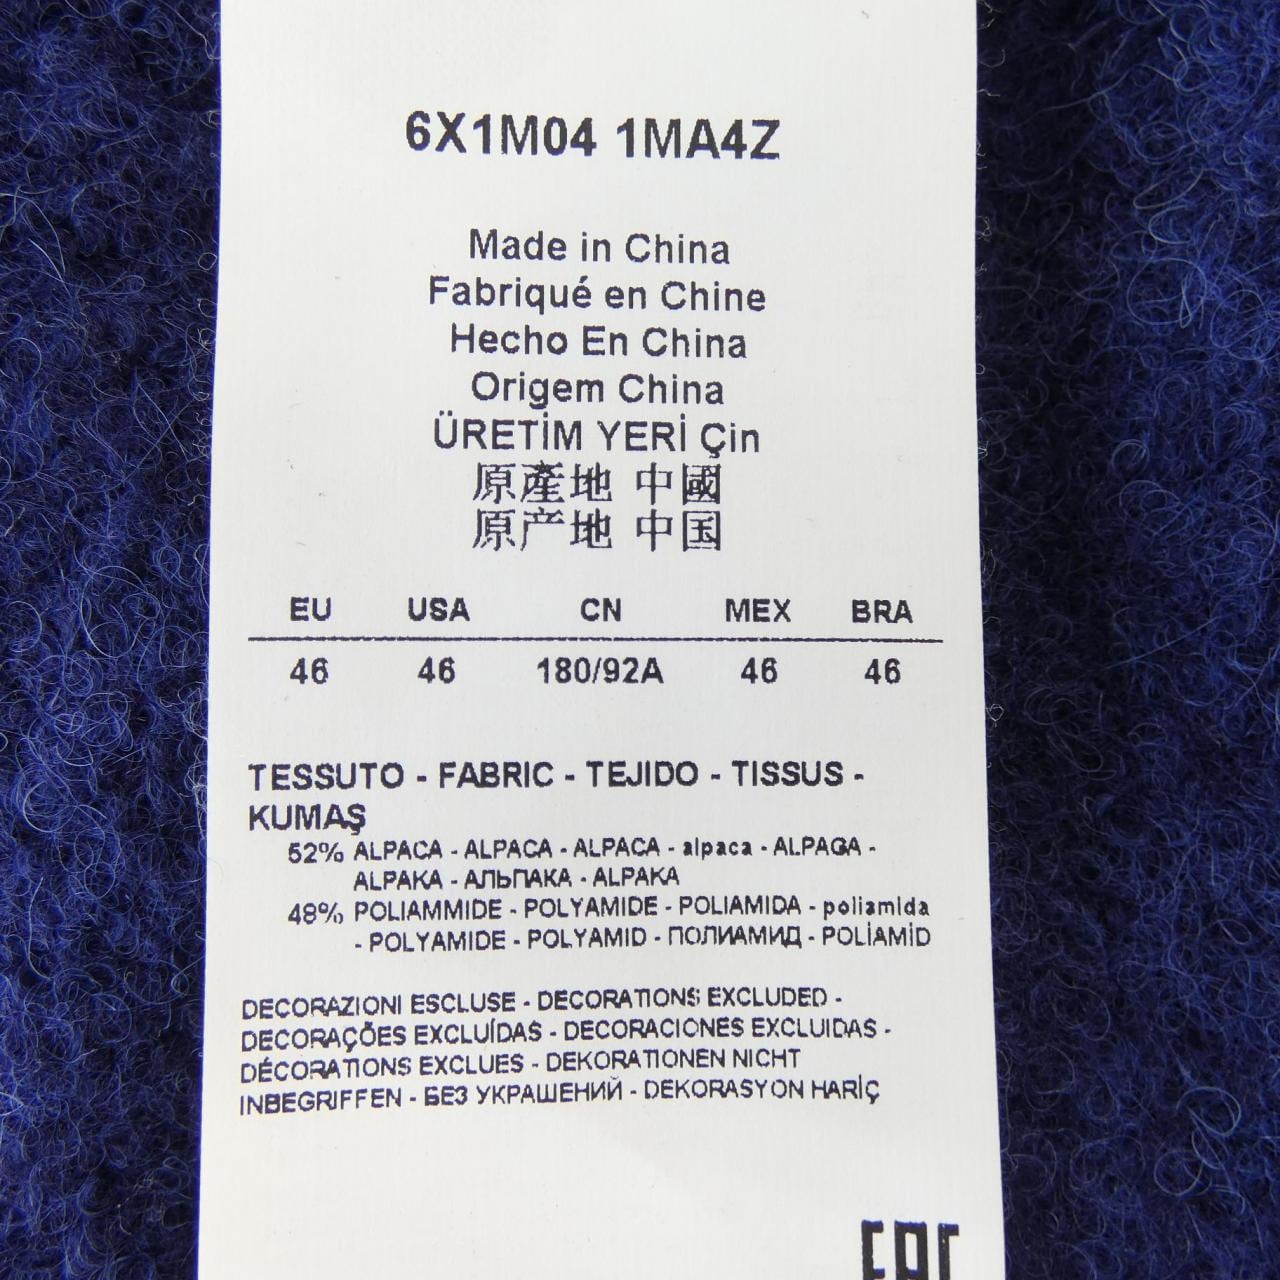 6X1M04 1MA4Z
Made in China
Fabriqué en Chine
Hecho En China
Origem China
ÜRETİM YERİ Çin
原產地 中國
原产地 中国
EU USA CN MEX BRA
46 46 180/92A 46 46
TESSUTO - FABRIC - TEJIDO - TISSUS -
KUMAŞ
52% ALPACA - ALPACA - ALPACA - alpaca - ALPAGA -
ALPAKA - АЛЬПАКА - ALPAKA
48% POLIAMMIDE - POLYAMIDE - POLIAMIDA - poliamida
- POLYAMIDE - POLYAMID - ПОЛИАМИД - POLİAMİD
DECORAZIONI ESCLUSE - DECORATIONS EXCLUDED -
DECORAÇÕES EXCLUÍDAS - DECORACIONES EXCLUIDAS -
DÉCORATIONS EXCLUES - DEKORATIONEN NICHT
INBEGRIFFEN - БЕЗ УКРАШЕНИЙ - DEKORASYON HARİÇ
EAC